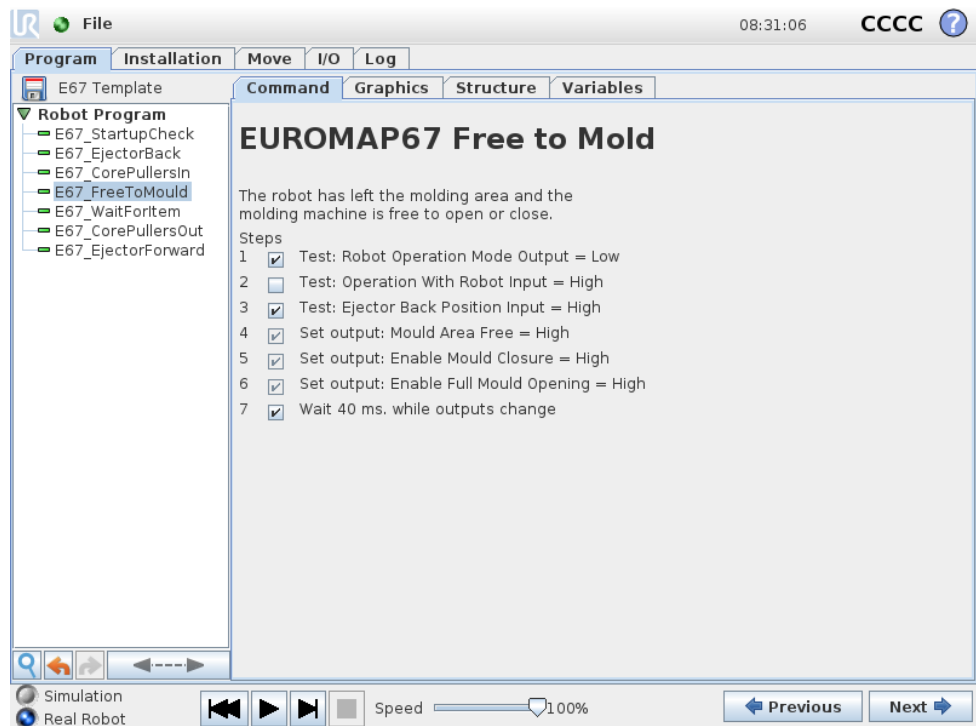 UR File 08:31:06 CCCC ?
Program Installation Move I/O Log
E67 Template
Command Graphics Structure Variables
Robot Program
E67_StartupCheck
E67_EjectorBack
E67_CorePullersIn
E67_FreeToMould
E67_WaitForItem
E67_CorePullersOut
E67_EjectorForward
EUROMAP67 Free to Mold
The robot has left the molding area and the
molding machine is free to open or close.
Steps
1 Test: Robot Operation Mode Output = Low
2 Test: Operation With Robot Input = High
3 Test: Ejector Back Position Input = High
4 Set output: Mould Area Free = High
5 Set output: Enable Mould Closure = High
6 Set output: Enable Full Mould Opening = High
7 Wait 40 ms. while outputs change
Simulation
Real Robot
Speed 100%
Previous Next